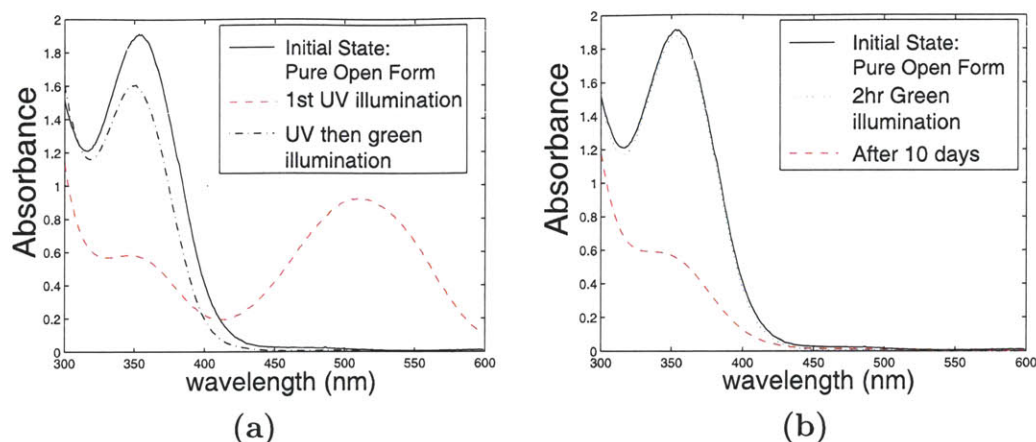 2
1.8
1.6
1.4
1.2
1
0.8
0.6
0.4
0.2
0
Absorbance
Initial State:
Pure Open Form
1st UV illumination
UV then green
illumination
300
350
400
450
500
550
600
wavelength (nm)
(a)
2
1.8
1.6
1.4
1.2
1
0.8
0.6
0.4
0.2
0
Absorbance
Initial State:
Pure Open Form
2hr Green
illumination
After 10 days
300
350
400
450
500
550
600
wavelength (nm)
(b)